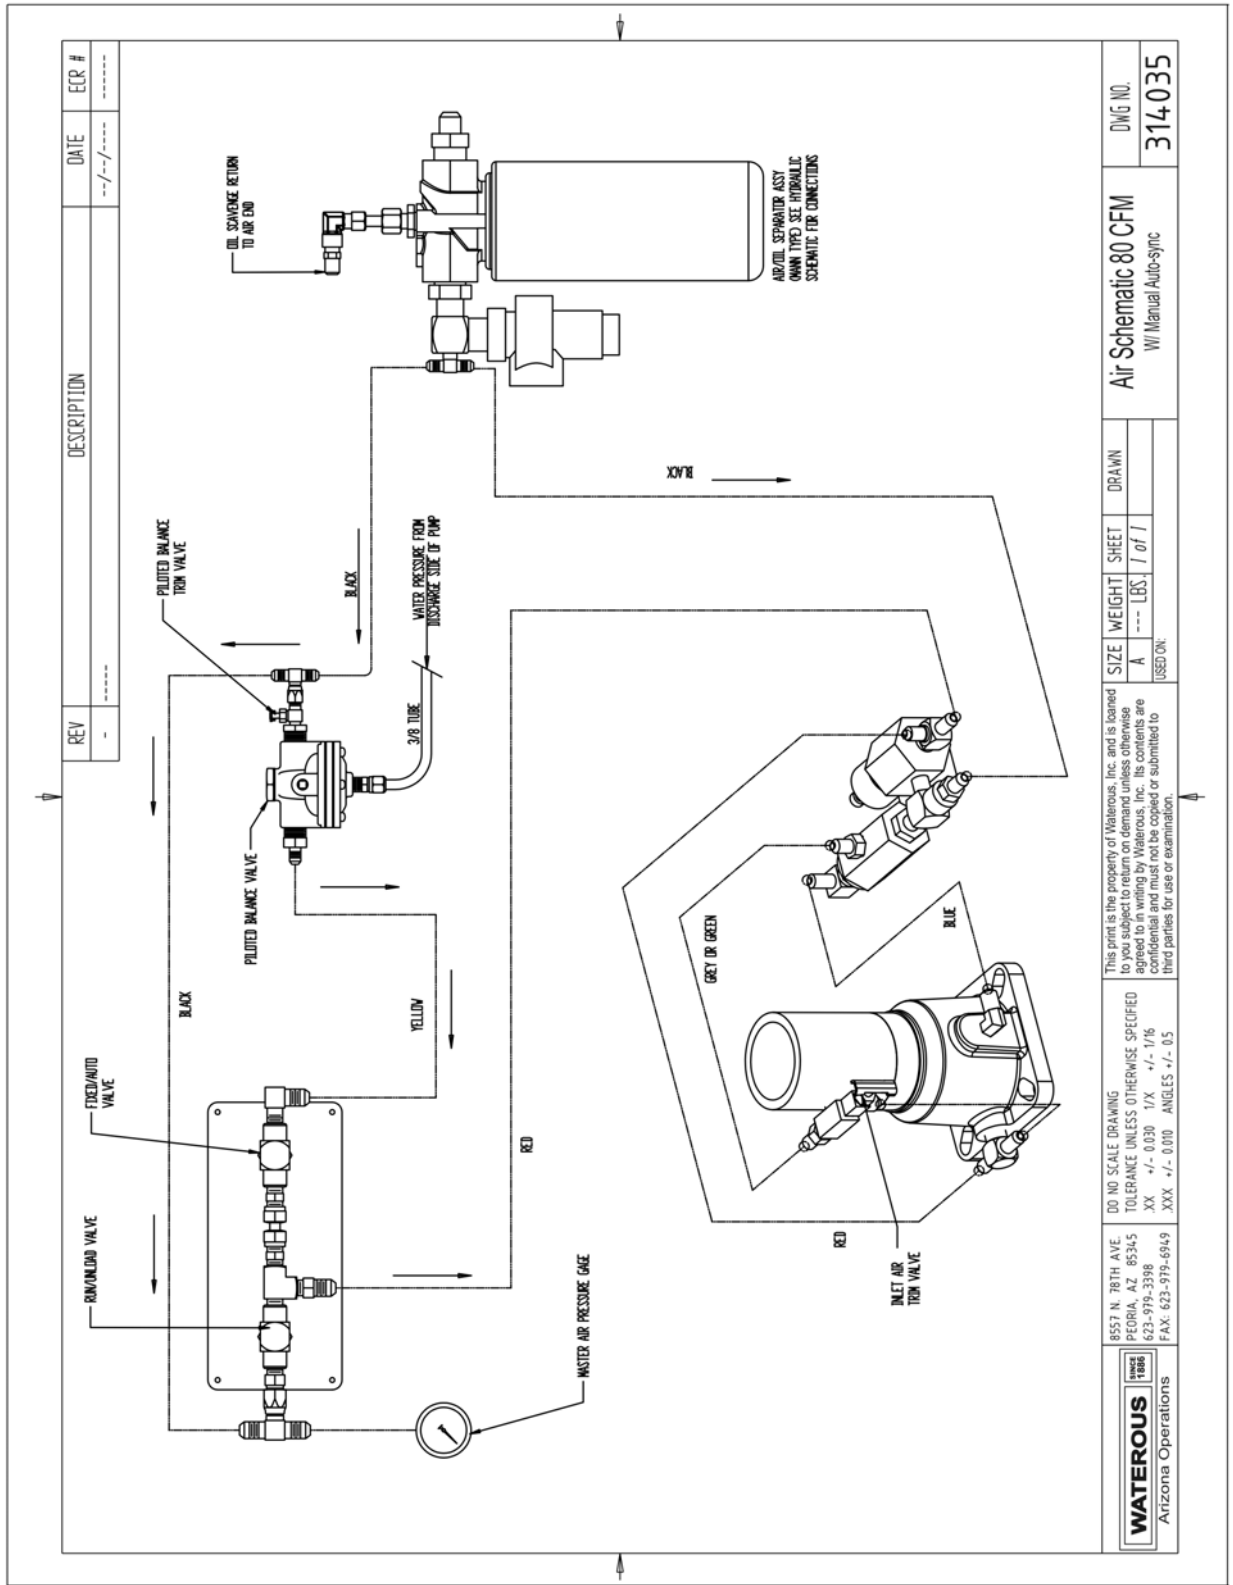 REV
DESCRIPTION
DATE
ECR #
-
-----
--/--/----
------
OIL SCAVENGE RETURN
TO AIR END
AIR/OIL SEPARATOR ASSY
(MANN TYPE) SEE HYDRAULIC
SCHEMATIC FOR CONNECTIONS
PILOTED BALANCE
TRIM VALVE
BLACK
BLACK
WATER PRESSURE FROM
DISCHARGE SIDE OF PUMP
3/8 TUBE
PILOTED BALANCE VALVE
BLACK
YELLOW
FIXED/AUTO
VALVE
RUN/UNLOAD VALVE
RED
MASTER AIR PRESSURE GAGE
GREY OR GREEN
BLUE
RED
INLET AIR
TRIM VALVE
WATEROUS
SINCE
1886
Arizona Operations
8557 N. 78TH AVE.
PEORIA, AZ 85345
623-979-3398
FAX: 623-979-6949
DO NO SCALE DRAWING
TOLERANCE UNLESS OTHERWISE SPECIFIED
.XX +/- 0.030 1/X +/- 1/16
.XXX +/- 0.010 ANGLES +/- 0.5
This print is the property of Waterous, Inc. and is loaned
to you subject to return on demand unless otherwise
agreed to in writing by Waterous, Inc. Its contents are
confidential and must not be copied or submitted to
third parties for use or examination.
SIZE
WEIGHT
SHEET
DRAWN
A
--- LBS.
1 of 1
USED ON:
Air Schematic 80 CFM
W/ Manual Auto-sync
DWG NO.
314035